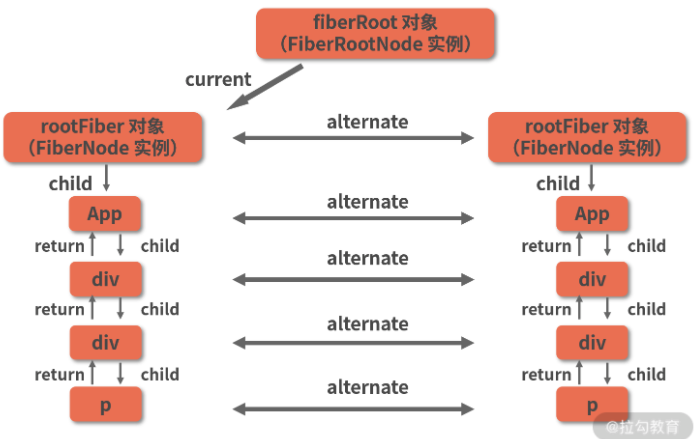 fiberRoot 对象
（FiberRootNode 实例）
current
rootFiber 对象
（FiberNode 实例）
alternate
rootFiber 对象
（FiberNode 实例）
child
child
App
alternate
App
return
child
alternate
return
child
div
div
return
child
alternate
return
child
div
div
return
child
alternate
return
child
p
p
@拉勾教育